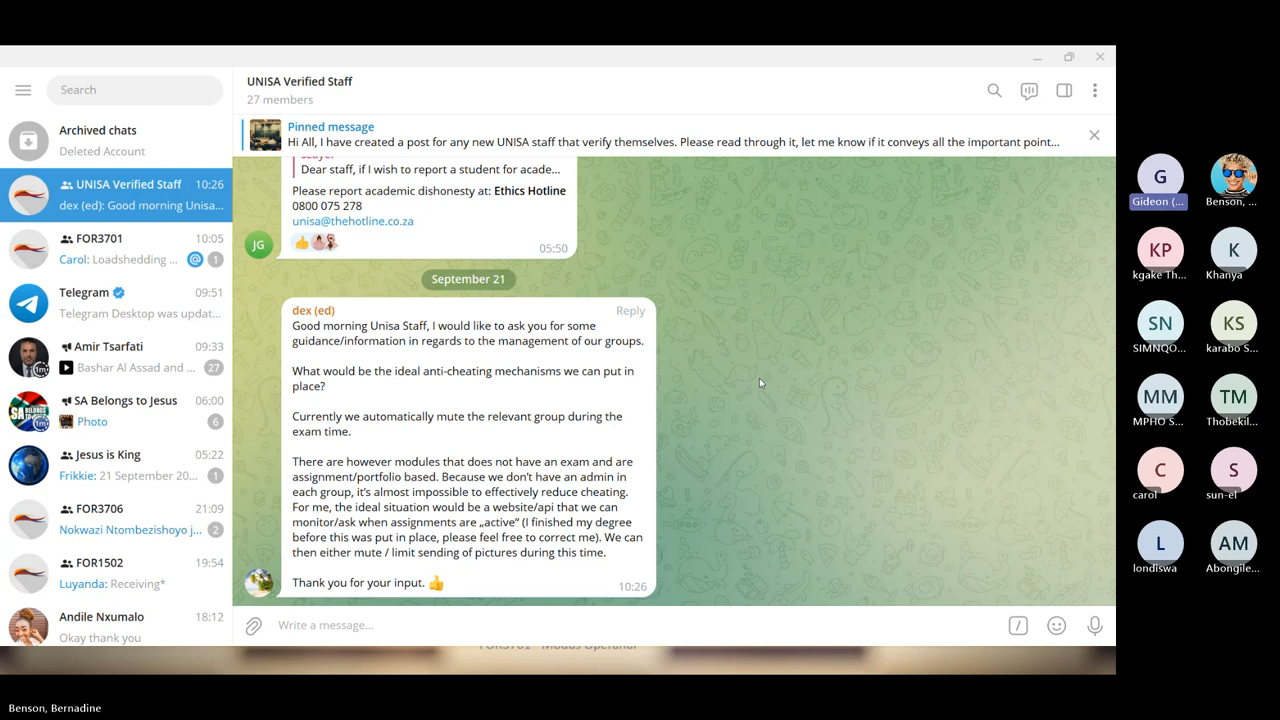 Search
Archived chats
Deleted Account
UNISA Verified Staff 10:26
dex (ed): Good morning Unisa...
FOR3701 10:05
Carol: Loadshedding ... @ 1
Telegram 09:51
Telegram Desktop was updat...
Amir Tsarfati 09:33
Bashar Al Assad and ... 27
1m
SA Belongs to Jesus 06:00
Photo 6
SA BELONGS TO JESUS
1m
Jesus is King 05:22
Frikkie: 21 September 20... 1
FOR3706 21:09
Nokwazi Ntombezishoyo j... 2
FOR1502 19:54
Luyanda: Receiving*
Andile Nxumalo 18:12
Okay thank you
UNISA Verified Staff
27 members
Pinned message
Hi All, I have created a post for any new UNISA staff that verify themselves. Please read through it, let me know if it conveys all the important point...
Dear staff, if I wish to report a student for acade...
Please report academic dishonesty at: Ethics Hotline
0800 075 278
unisa@thehotline.co.za
JG
05:50
September 21
dex (ed) Reply
Good morning Unisa Staff, I would like to ask you for some
guidance/information in regards to the management of our groups.
What would be the ideal anti-cheating mechanisms we can put in
place?
Currently we automatically mute the relevant group during the
exam time.
There are however modules that does not have an exam and are
assignment/portfolio based. Because we don't have an admin in
each group, it's almost impossible to effectively reduce cheating.
For me, the ideal situation would be a website/api that we can
monitor/ask when assignments are „active" (I finished my degree
before this was put in place, please feel free to correct me). We can
then either mute / limit sending of pictures during this time.
Thank you for your input.
10:26
Write a message...
G
Gideon (...
Benson, ...
KP
kgake Th...
K
Khanya
SN
SIMNQO...
KS
karabo S...
MM
MPHO S...
TM
Thobekil...
C
carol
S
sun-el
L
londiswa
AM
Abongile...
Benson, Bernadine